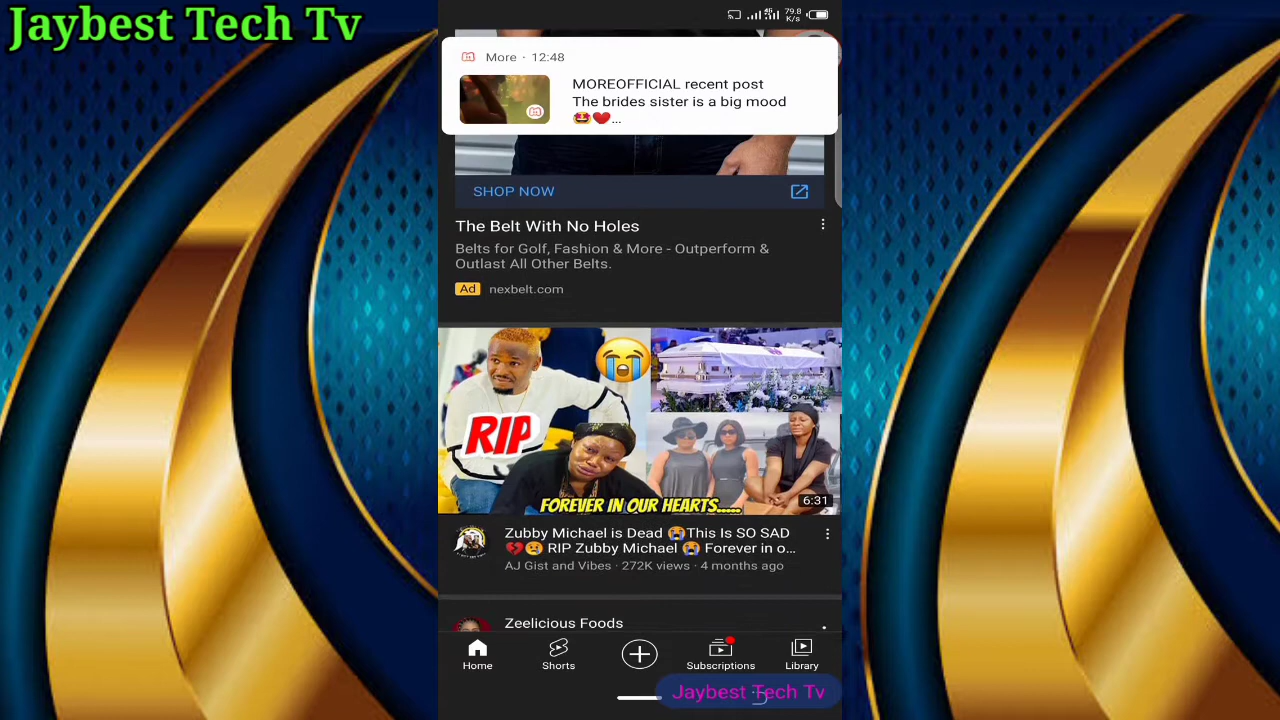 Jaybest Tech Tv
79.8
K/s
More · 12:48
MOREOFFICIAL recent post
The brides sister is a big mood
🤩❤️...
SHOP NOW
The Belt With No Holes
Belts for Golf, Fashion & More - Outperform &
Outlast All Other Belts.
Ad nexbelt.com
RIP
FOREVER IN OUR HEARTS.....
6:31
Zubby Michael is Dead 😭This Is SO SAD
💔😢 RIP Zubby Michael 😭 Forever in o...
AJ Gist and Vibes · 272K views · 4 months ago
Zeelicious Foods
Home Shorts Subscriptions Library
Jaybest Tech Tv